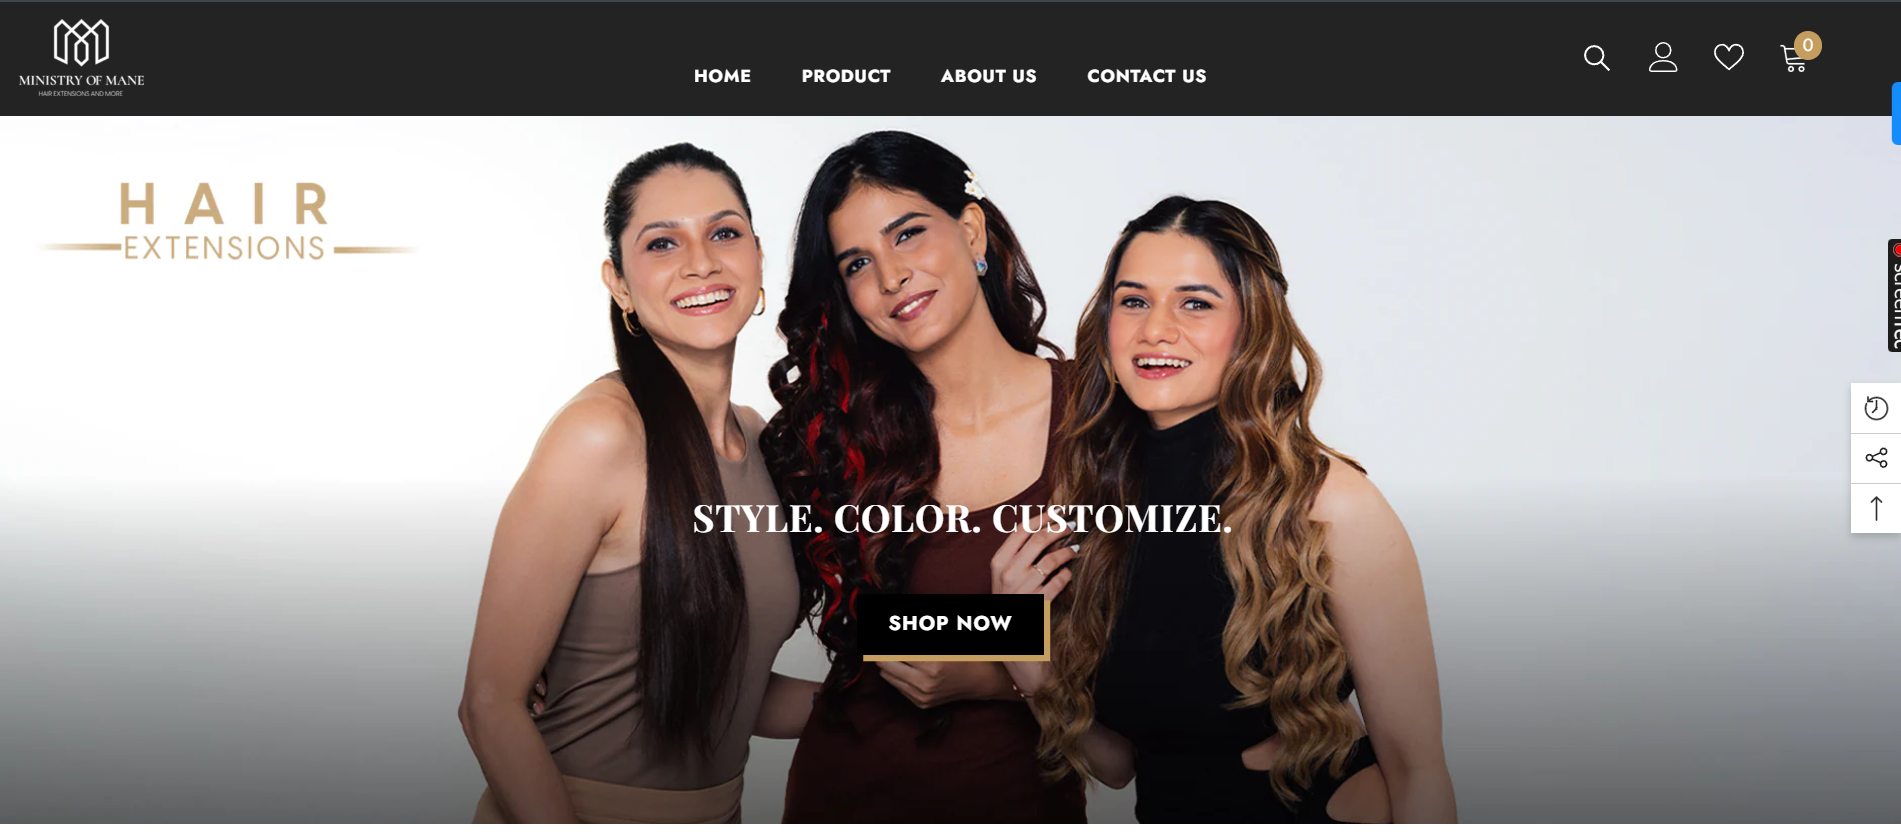 MINISTRY OF MANE
HAIR EXTENSIONS AND MORE
HOME PRODUCT ABOUT US CONTACT US
0
HAIR
EXTENSIONS
STYLE. COLOR. CUSTOMIZE.
SHOP NOW